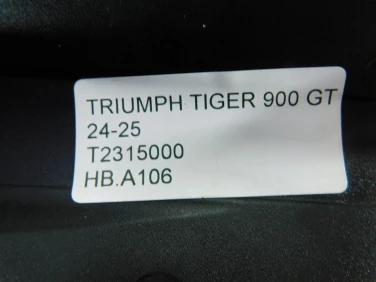 TRIUMPH TIGER 900 GT
24-25
T2315000
HB.A106